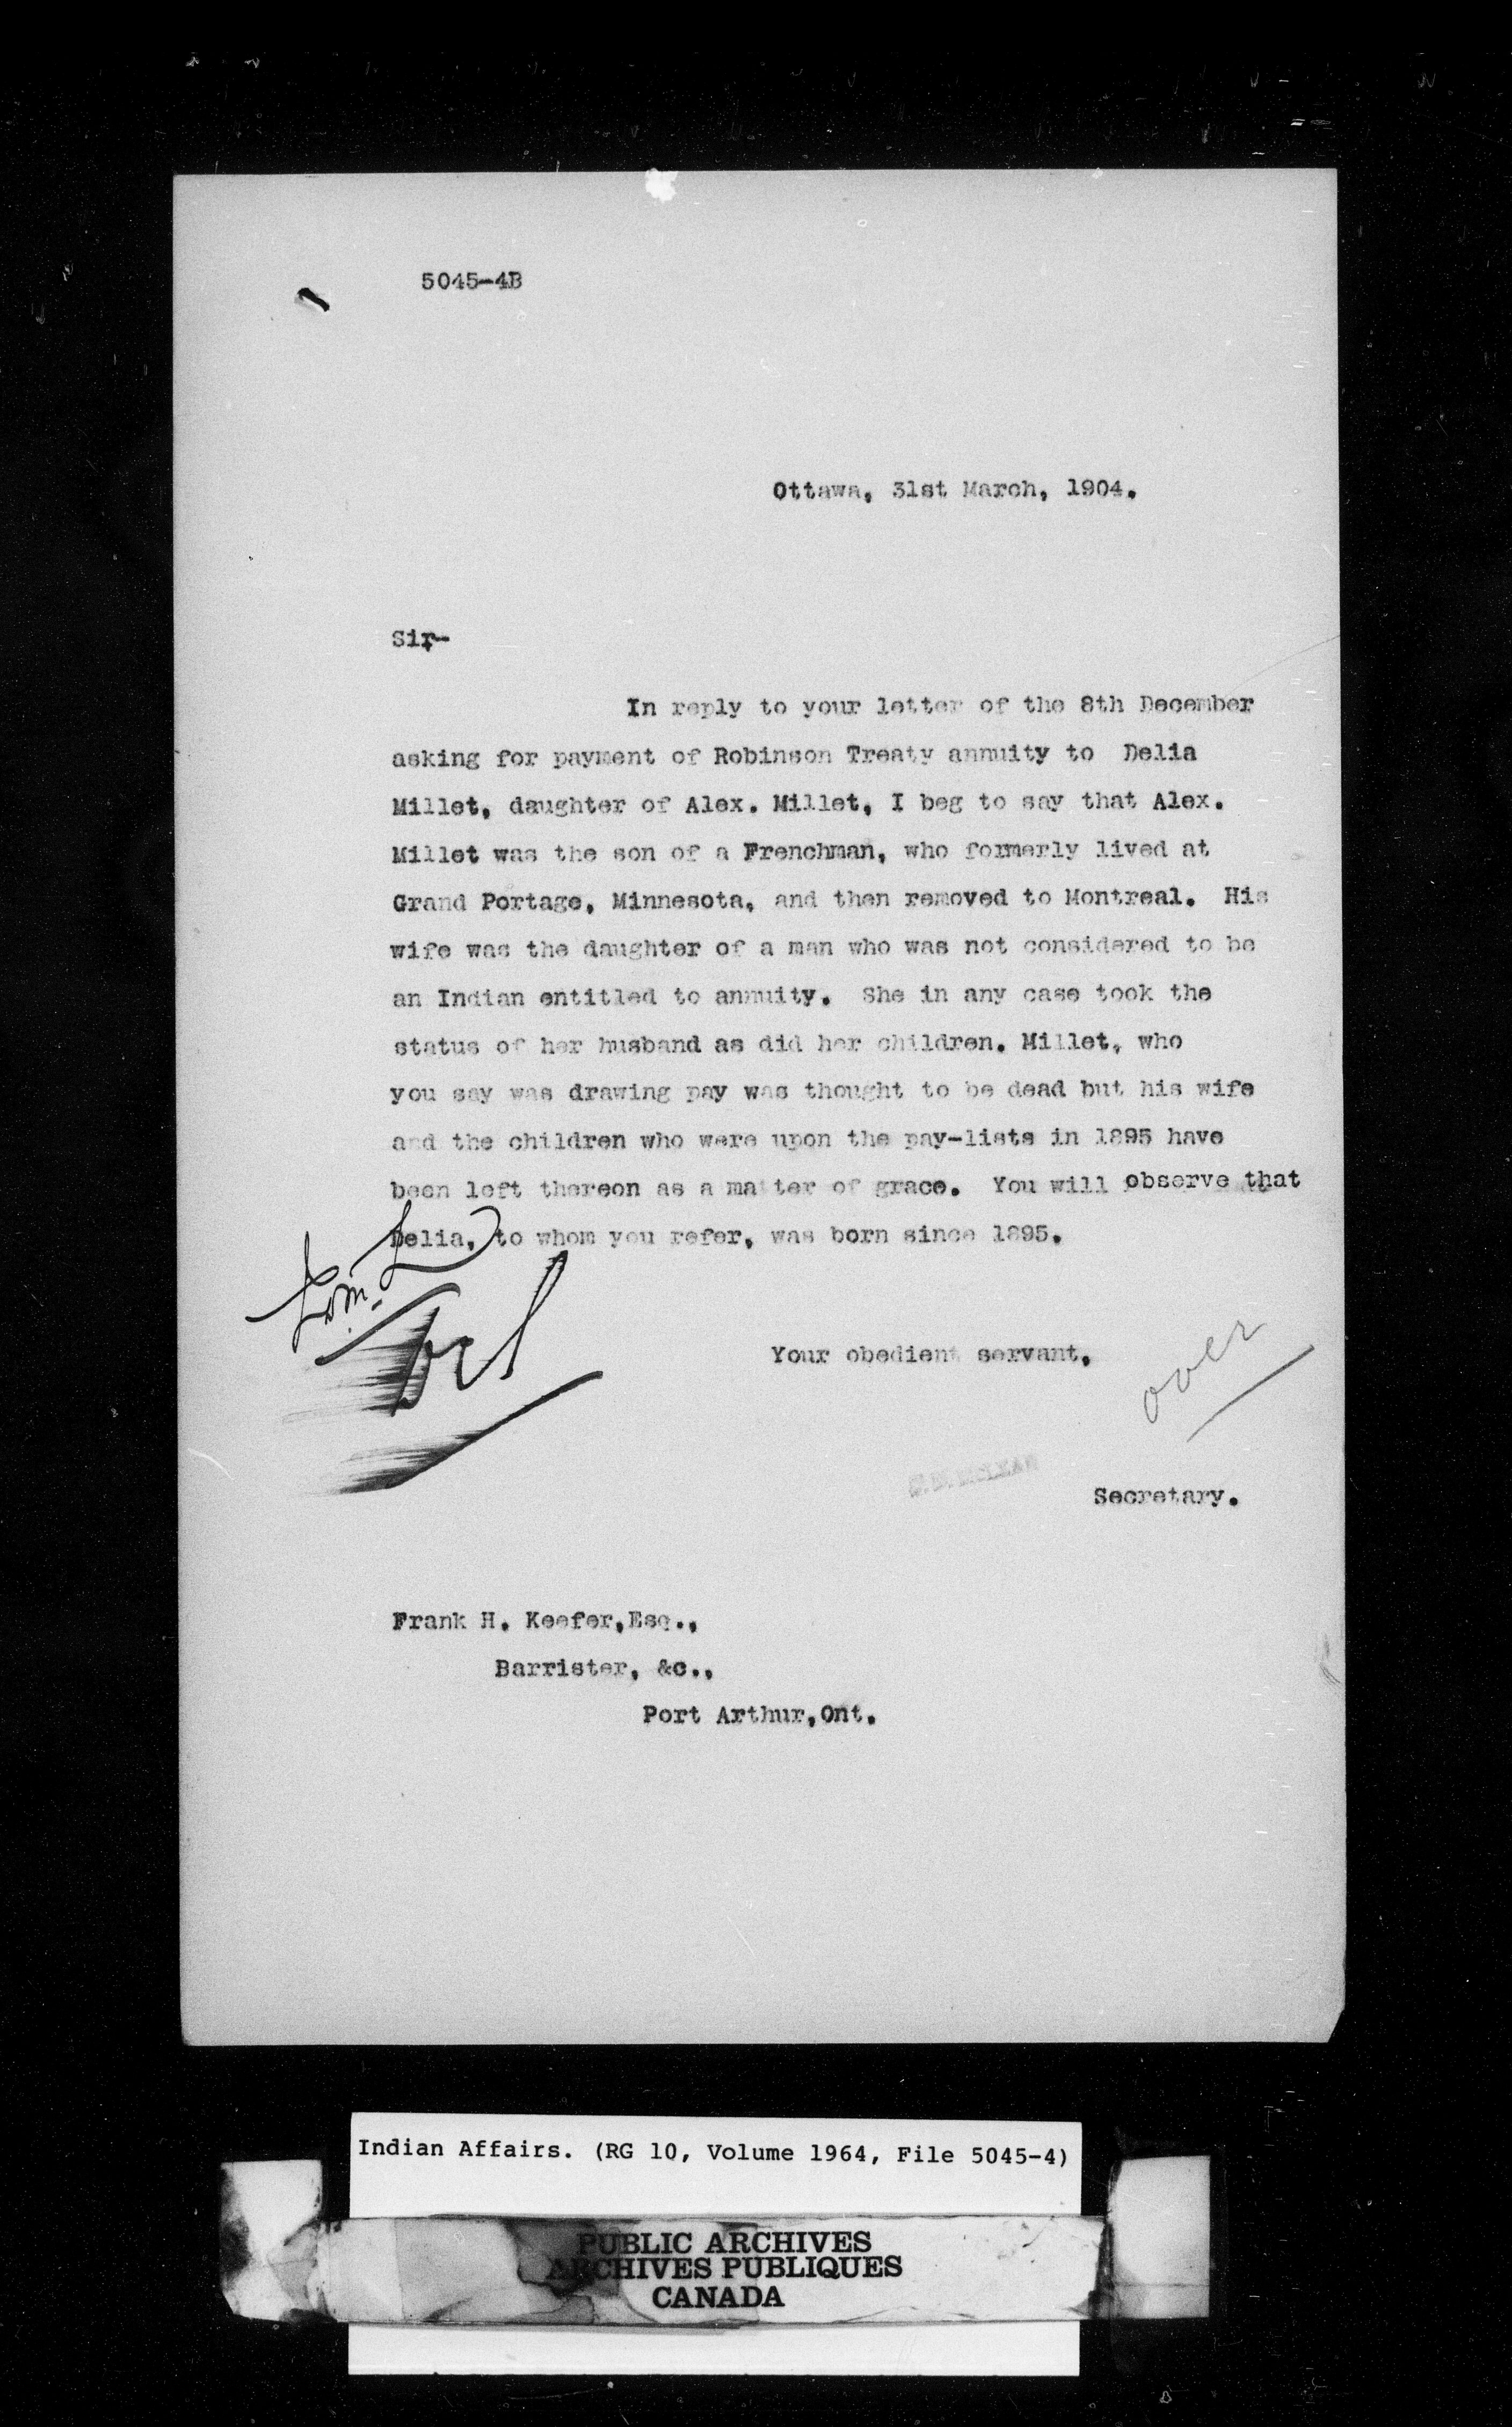 5045-4B
Ottawa, 31st March, 1904.
Sir-
In reply to your letter of the 8th December
asking for payment of Robinson Treaty annuity to Delia
Millet, daughter of Alex. Millet, I beg to say that Alex.
Millet was the son of a Frenchman, who formerly lived at
Grand Portage, Minnesota, and then removed to Montreal. His
wife was the daughter of a man who was not considered to be
an Indian entitled to annuity. She in any case took the
status of her husband as did her children. Millet, who
you say was drawing pay was thought to be dead but his wife
and the children who were upon the pay-lists in 1895 have
been left thereon as a matter of grace. You will observe that
Delia, to whom you refer, was born since 1895.
Your obedient servant,
over
McLEAN
Secretary.
Frank H. Keefer,Esq.,
Barrister, &c.,
Port Arthur,Ont.
Indian Affairs. (RG 10, Volume 1964, File 5045-4)
PUBLIC ARCHIVES
ARCHIVES PUBLIQUES
CANADA